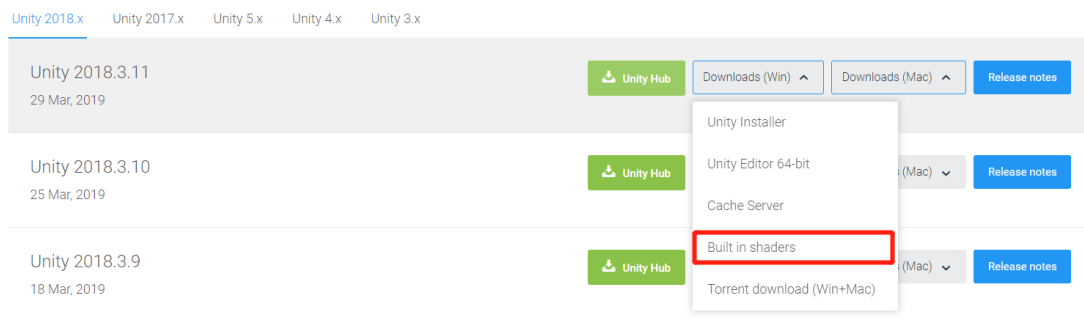 Unity 2018.x Unity 2017.x Unity 5.x Unity 4.x Unity 3.x
Unity 2018.3.11
29 Mar, 2019
Unity Hub
Downloads (Win)
Downloads (Mac)
Release notes
Unity Installer
Unity Editor 64-bit
Cache Server
Built in shaders
Torrent download (Win+Mac)
Unity 2018.3.10
25 Mar, 2019
Unity Hub
(Mac)
Release notes
Unity 2018.3.9
18 Mar, 2019
Unity Hub
(Mac)
Release notes